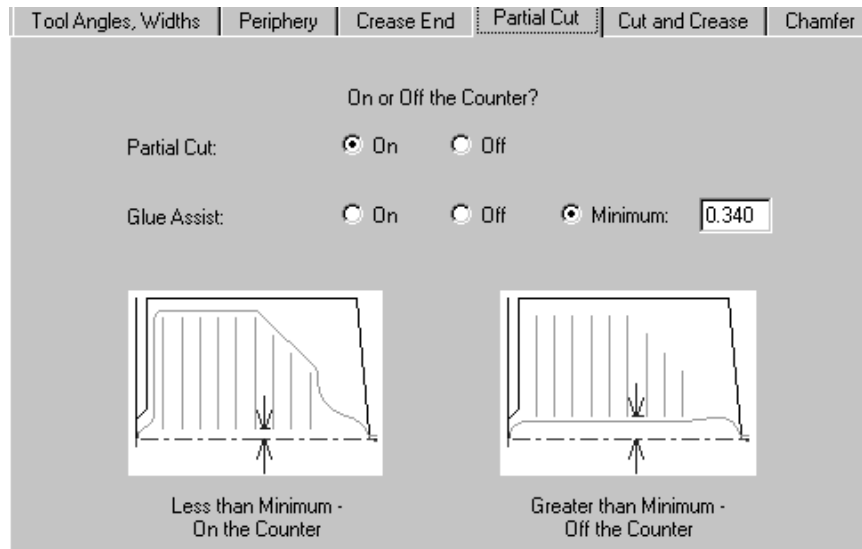 Tool Angles, Widths Periphery Crease End Partial Cut Cut and Crease Chamfer
On or Off the Counter?
Partial Cut: On Off
Glue Assist: On Off Minimum: 0.340
Less than Minimum -
On the Counter
Greater than Minimum -
Off the Counter